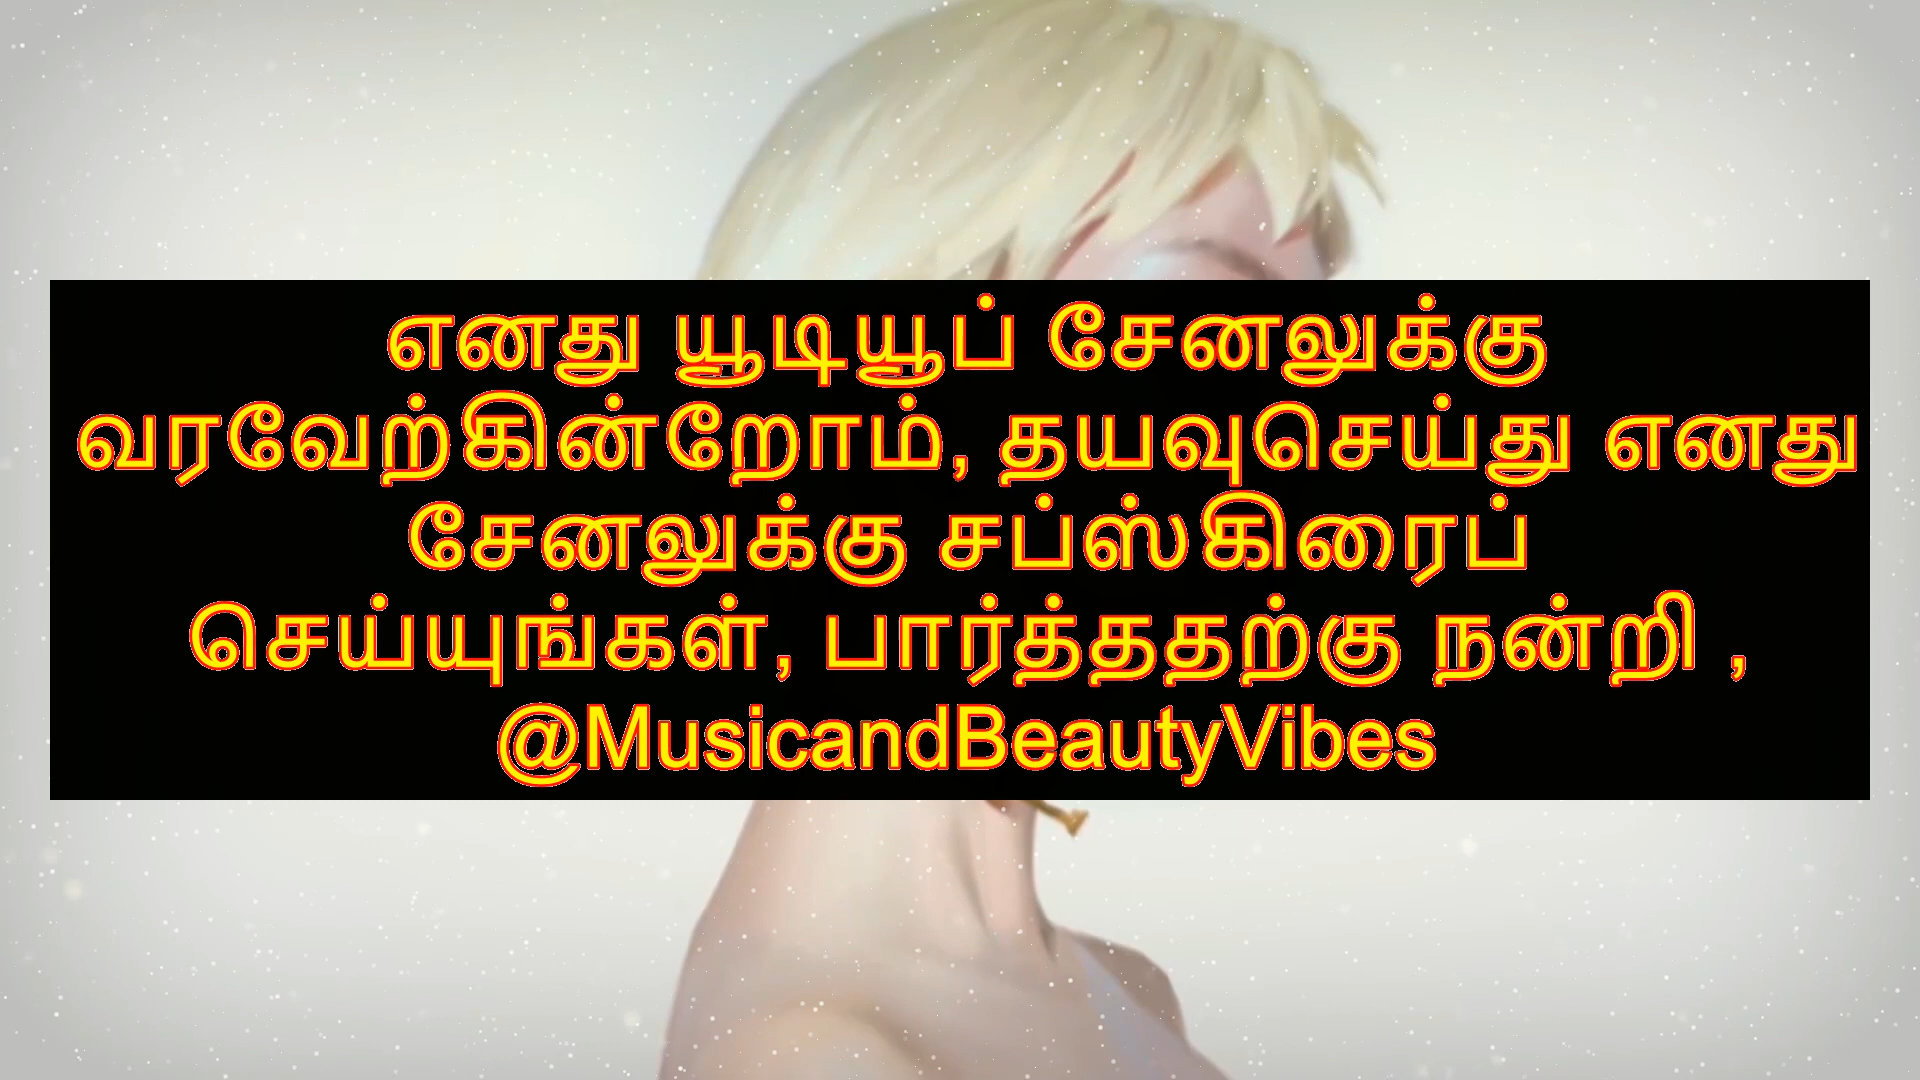 எனது யூடியூப் சேனலுக்கு
வரவேற்கின்றோம், தயவுசெய்து எனது
சேனலுக்கு சப்ஸ்கிரைப்
செய்யுங்கள், பார்த்ததற்கு நன்றி ,
@MusicandBeautyVibes